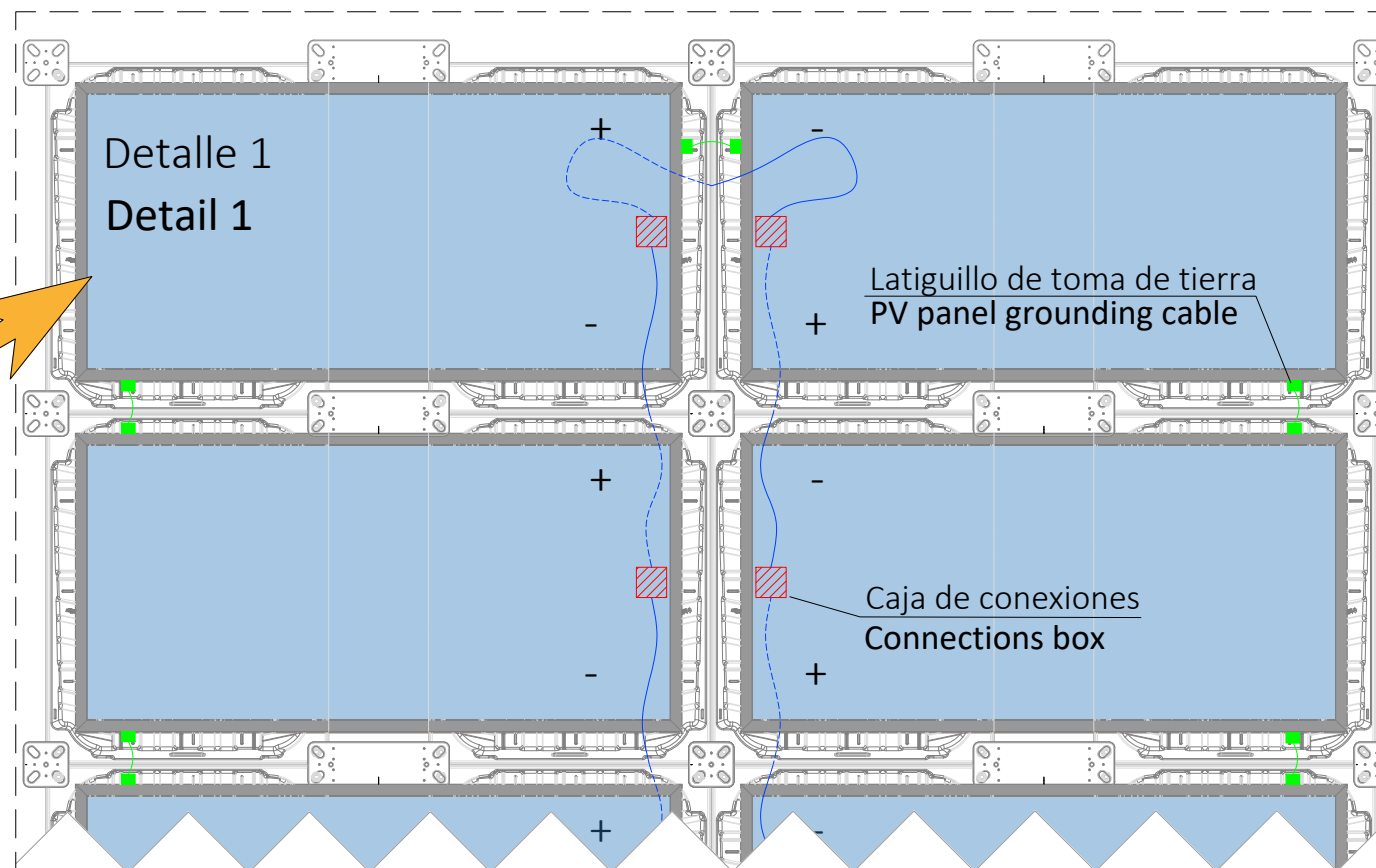 +
-
Detalle 1
Detail 1
Latiguillo de toma de tierra
PV panel grounding cable
-
+
+
-
Caja de conexiones
Connections box
-
+
+
-